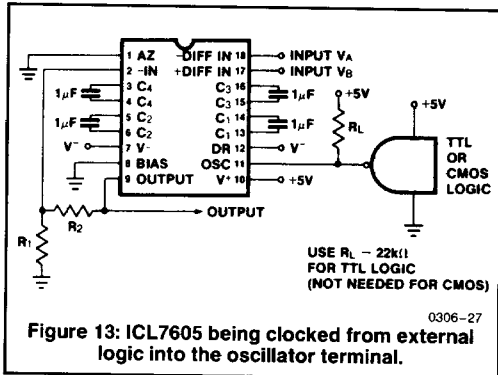 1 AZ -DIFF IN 18 INPUT VA
2 -IN +DIFF IN 17 INPUT VB
3 C4 C3 16
1µF 1µF
4 C4 C3 15
5 C2 C1 14
1µF 1µF
6 C2 C1 13
V⁻ 7 V⁻ DR 12 V⁻
8 BIAS OSC 11
9 OUTPUT V⁺ 10 +5V
+5V
RL
+5V
TTL
OR
CMOS
LOGIC
R2
OUTPUT
R1
USE RL – 22kΩ
FOR TTL LOGIC
(NOT NEEDED FOR CMOS)
0306–27
Figure 13: ICL7605 being clocked from external
logic into the oscillator terminal.